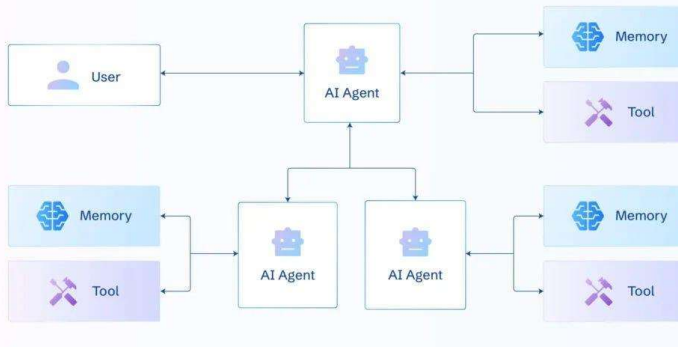 User
AI Agent
Memory
Tool
Memory
Tool
AI Agent
AI Agent
Memory
Tool